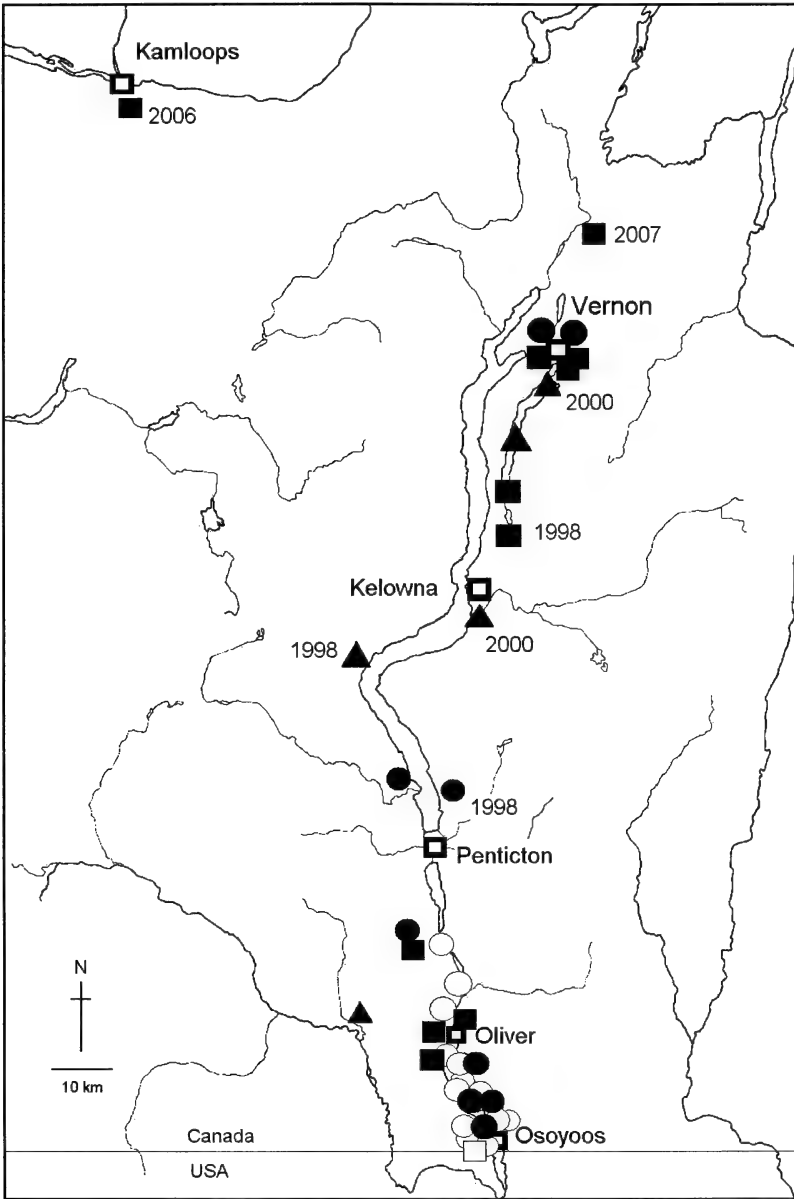 Kamloops
2006
2007
Vernon
2000
1998
Kelowna
1998
2000
1998
Penticton
N
Oliver
10 km
Osoyoos
Canada
USA